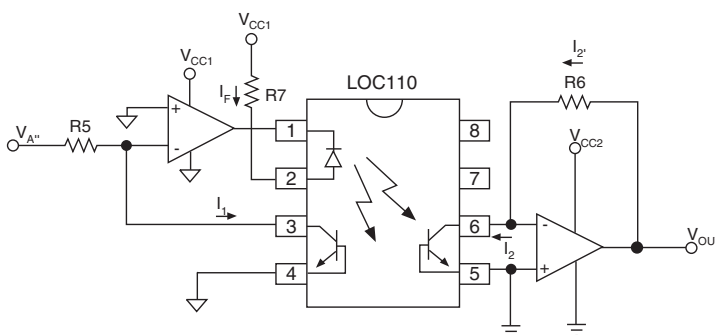 VCC1
I2'
VCC1
LOC110
R6
IF
R7
+
1
8
VCC2
VA"
R5
-
2
7
I1
3
6
-
VOU
I2
4
5
+